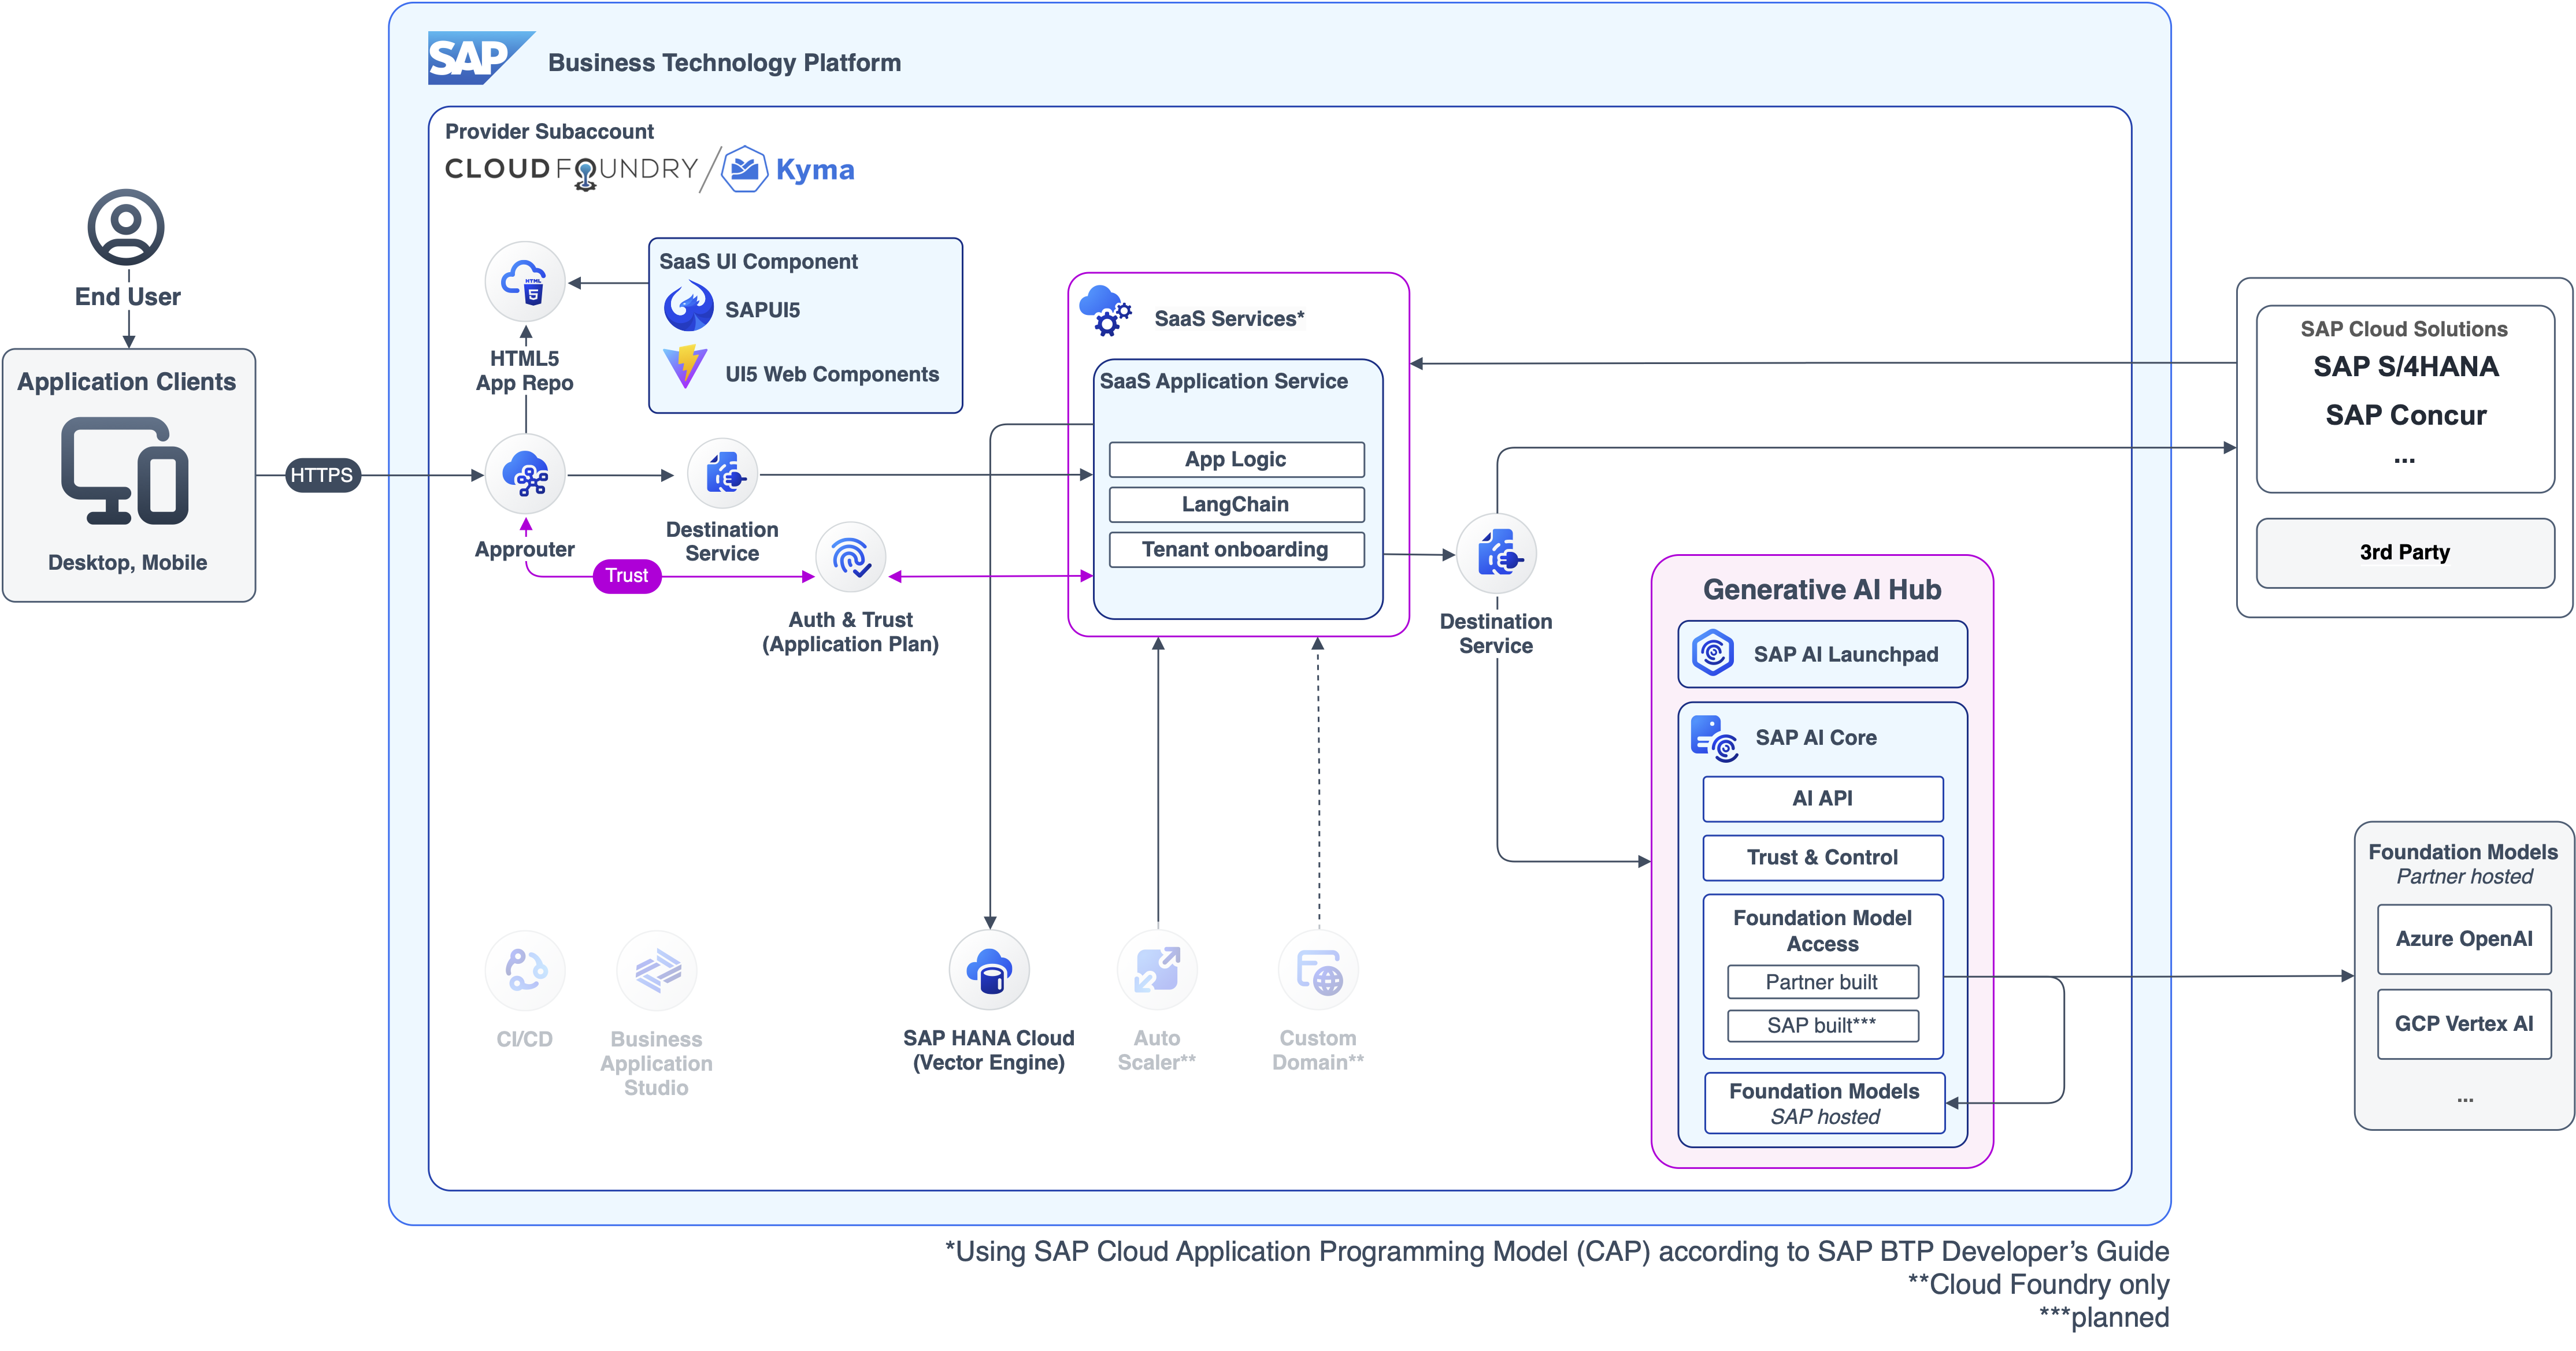 SAP
Business Technology Platform
Provider Subaccount
CLOUD FOUNDRY
Kyma
End User
Application Clients
Desktop, Mobile
HTTPS
HTML5
App Repo
HTML
5
SaaS UI Component
SAPUI5
UI5 Web Components
Approuter
Destination
Service
Trust
Auth & Trust
(Application Plan)
SaaS Services*
SaaS Application Service
App Logic
LangChain
Tenant onboarding
Destination
Service
SAP Cloud Solutions
SAP S/4HANA
SAP Concur
...
3rd Party
Generative AI Hub
SAP AI Launchpad
SAP AI Core
AI API
Trust & Control
Foundation Model
Access
Partner built
SAP built***
Foundation Models
SAP hosted
Foundation Models
Partner hosted
Azure OpenAI
GCP Vertex AI
...
CI/CD
Business
Application
Studio
SAP HANA Cloud
(Vector Engine)
Auto
Scaler**
Custom
Domain**
*Using SAP Cloud Application Programming Model (CAP) according to SAP BTP Developer’s Guide
**Cloud Foundry only
***planned